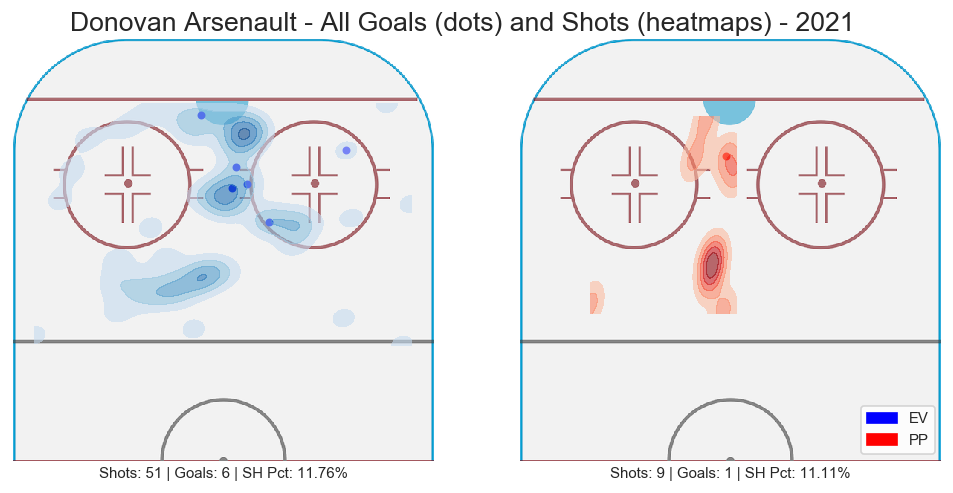 Donovan Arsenault - All Goals (dots) and Shots (heatmaps) - 2021
EV
PP
Shots: 51 | Goals: 6 | SH Pct: 11.76%
Shots: 9 | Goals: 1 | SH Pct: 11.11%